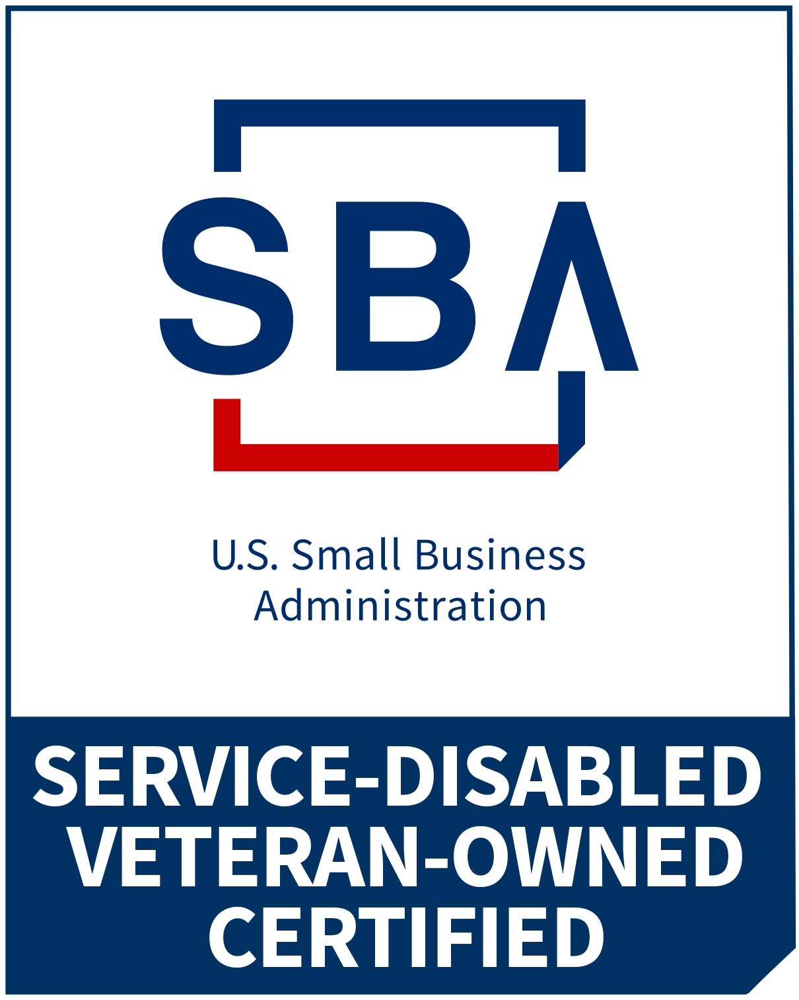 SBA
U.S. Small Business
Administration
SERVICE-DISABLED
VETERAN-OWNED
CERTIFIED